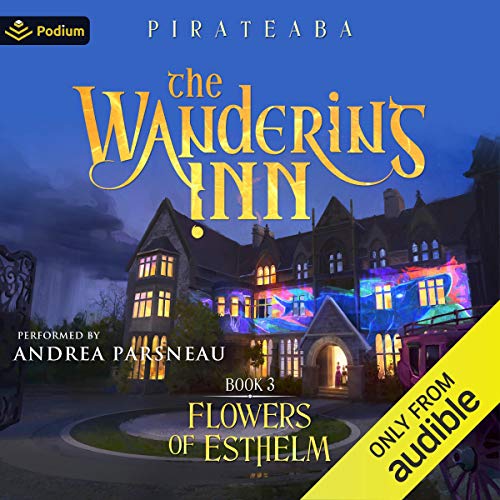 Podium
PIRATEABA
the
WANDERING
INN
PERFORMED BY
ANDREA PARSNEAU
BOOK 3
FLOWERS
OF ESTHELM
ONLY FROM
audible